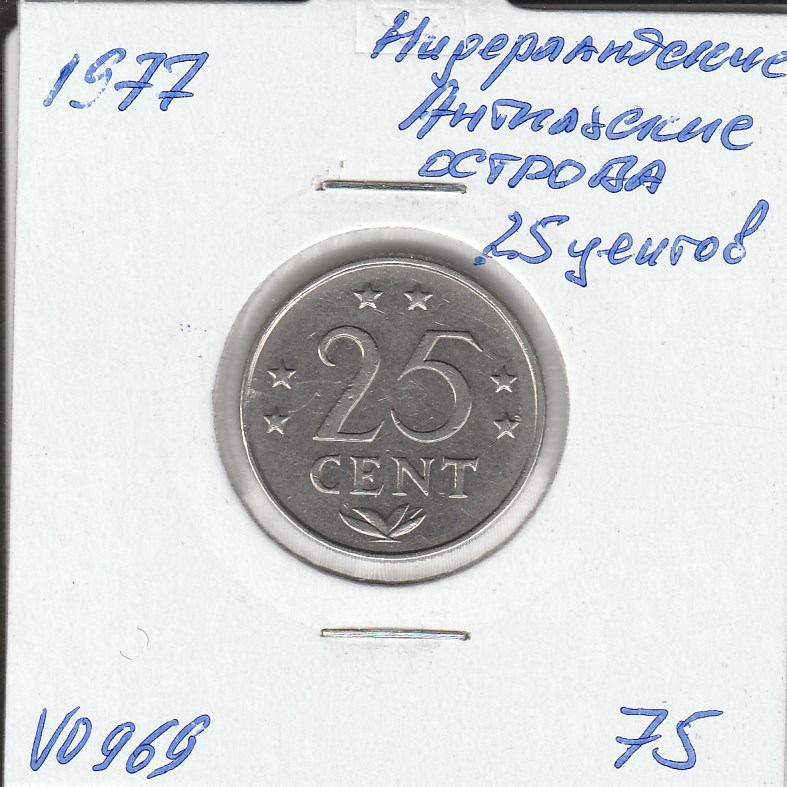 1977
Нидерландские
Антильские
ОСТРОВА
25 центов
25
CENT
V0969
75